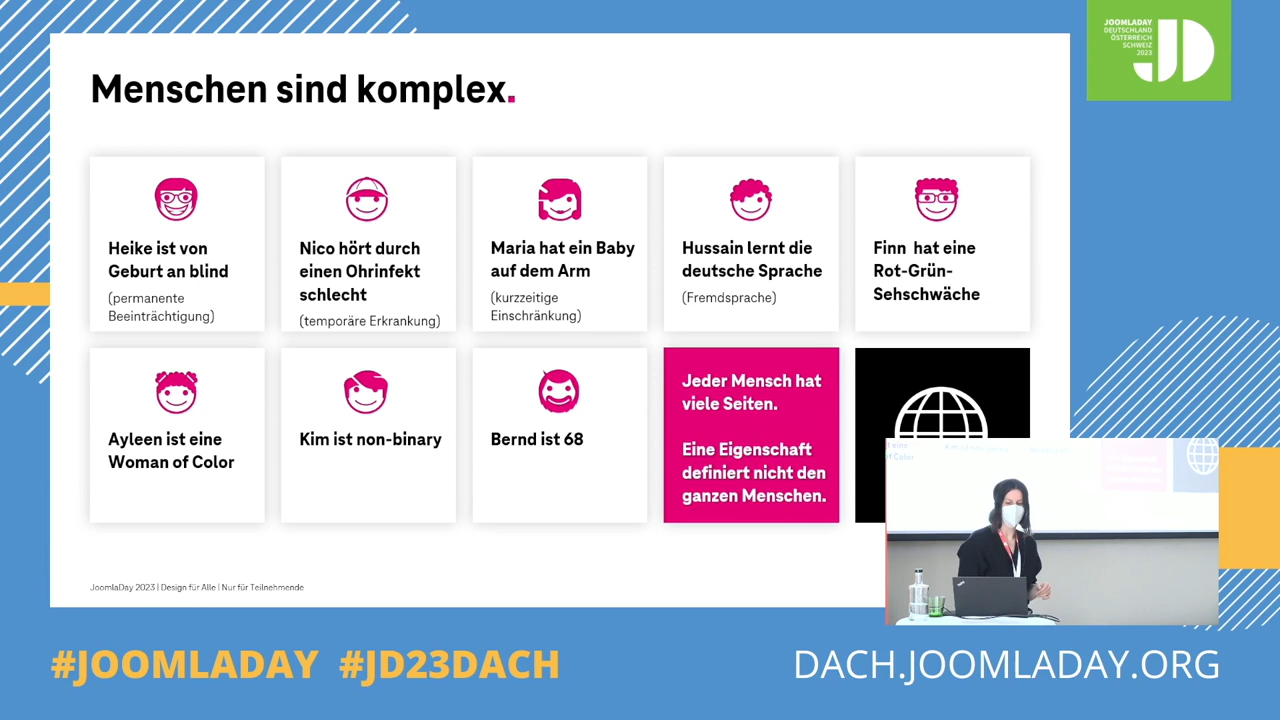 JOOMLADAY
DEUTSCHLAND
ÖSTERREICH
SCHWEIZ
2023
JD
Menschen sind komplex.
Heike ist von
Geburt an blind
(permanente
Beeinträchtigung)
Nico hört durch
einen Ohrinfekt
schlecht
(temporäre Erkrankung)
Maria hat ein Baby
auf dem Arm
(kurzzeitige
Einschränkung)
Hussain lernt die
deutsche Sprache
(Fremdsprache)
Finn hat eine
Rot-Grün-
Sehschwäche
Ayleen ist eine
Woman of Color
Kim ist non-binary
Bernd ist 68
Jeder Mensch hat
viele Seiten.
Eine Eigenschaft
definiert nicht den
ganzen Menschen.
of Color
JoomlaDay 2023 | Design für Alle | Nur für Teilnehmende
#JOOMLADAY #JD23DACH
DACH.JOOMLADAY.ORG